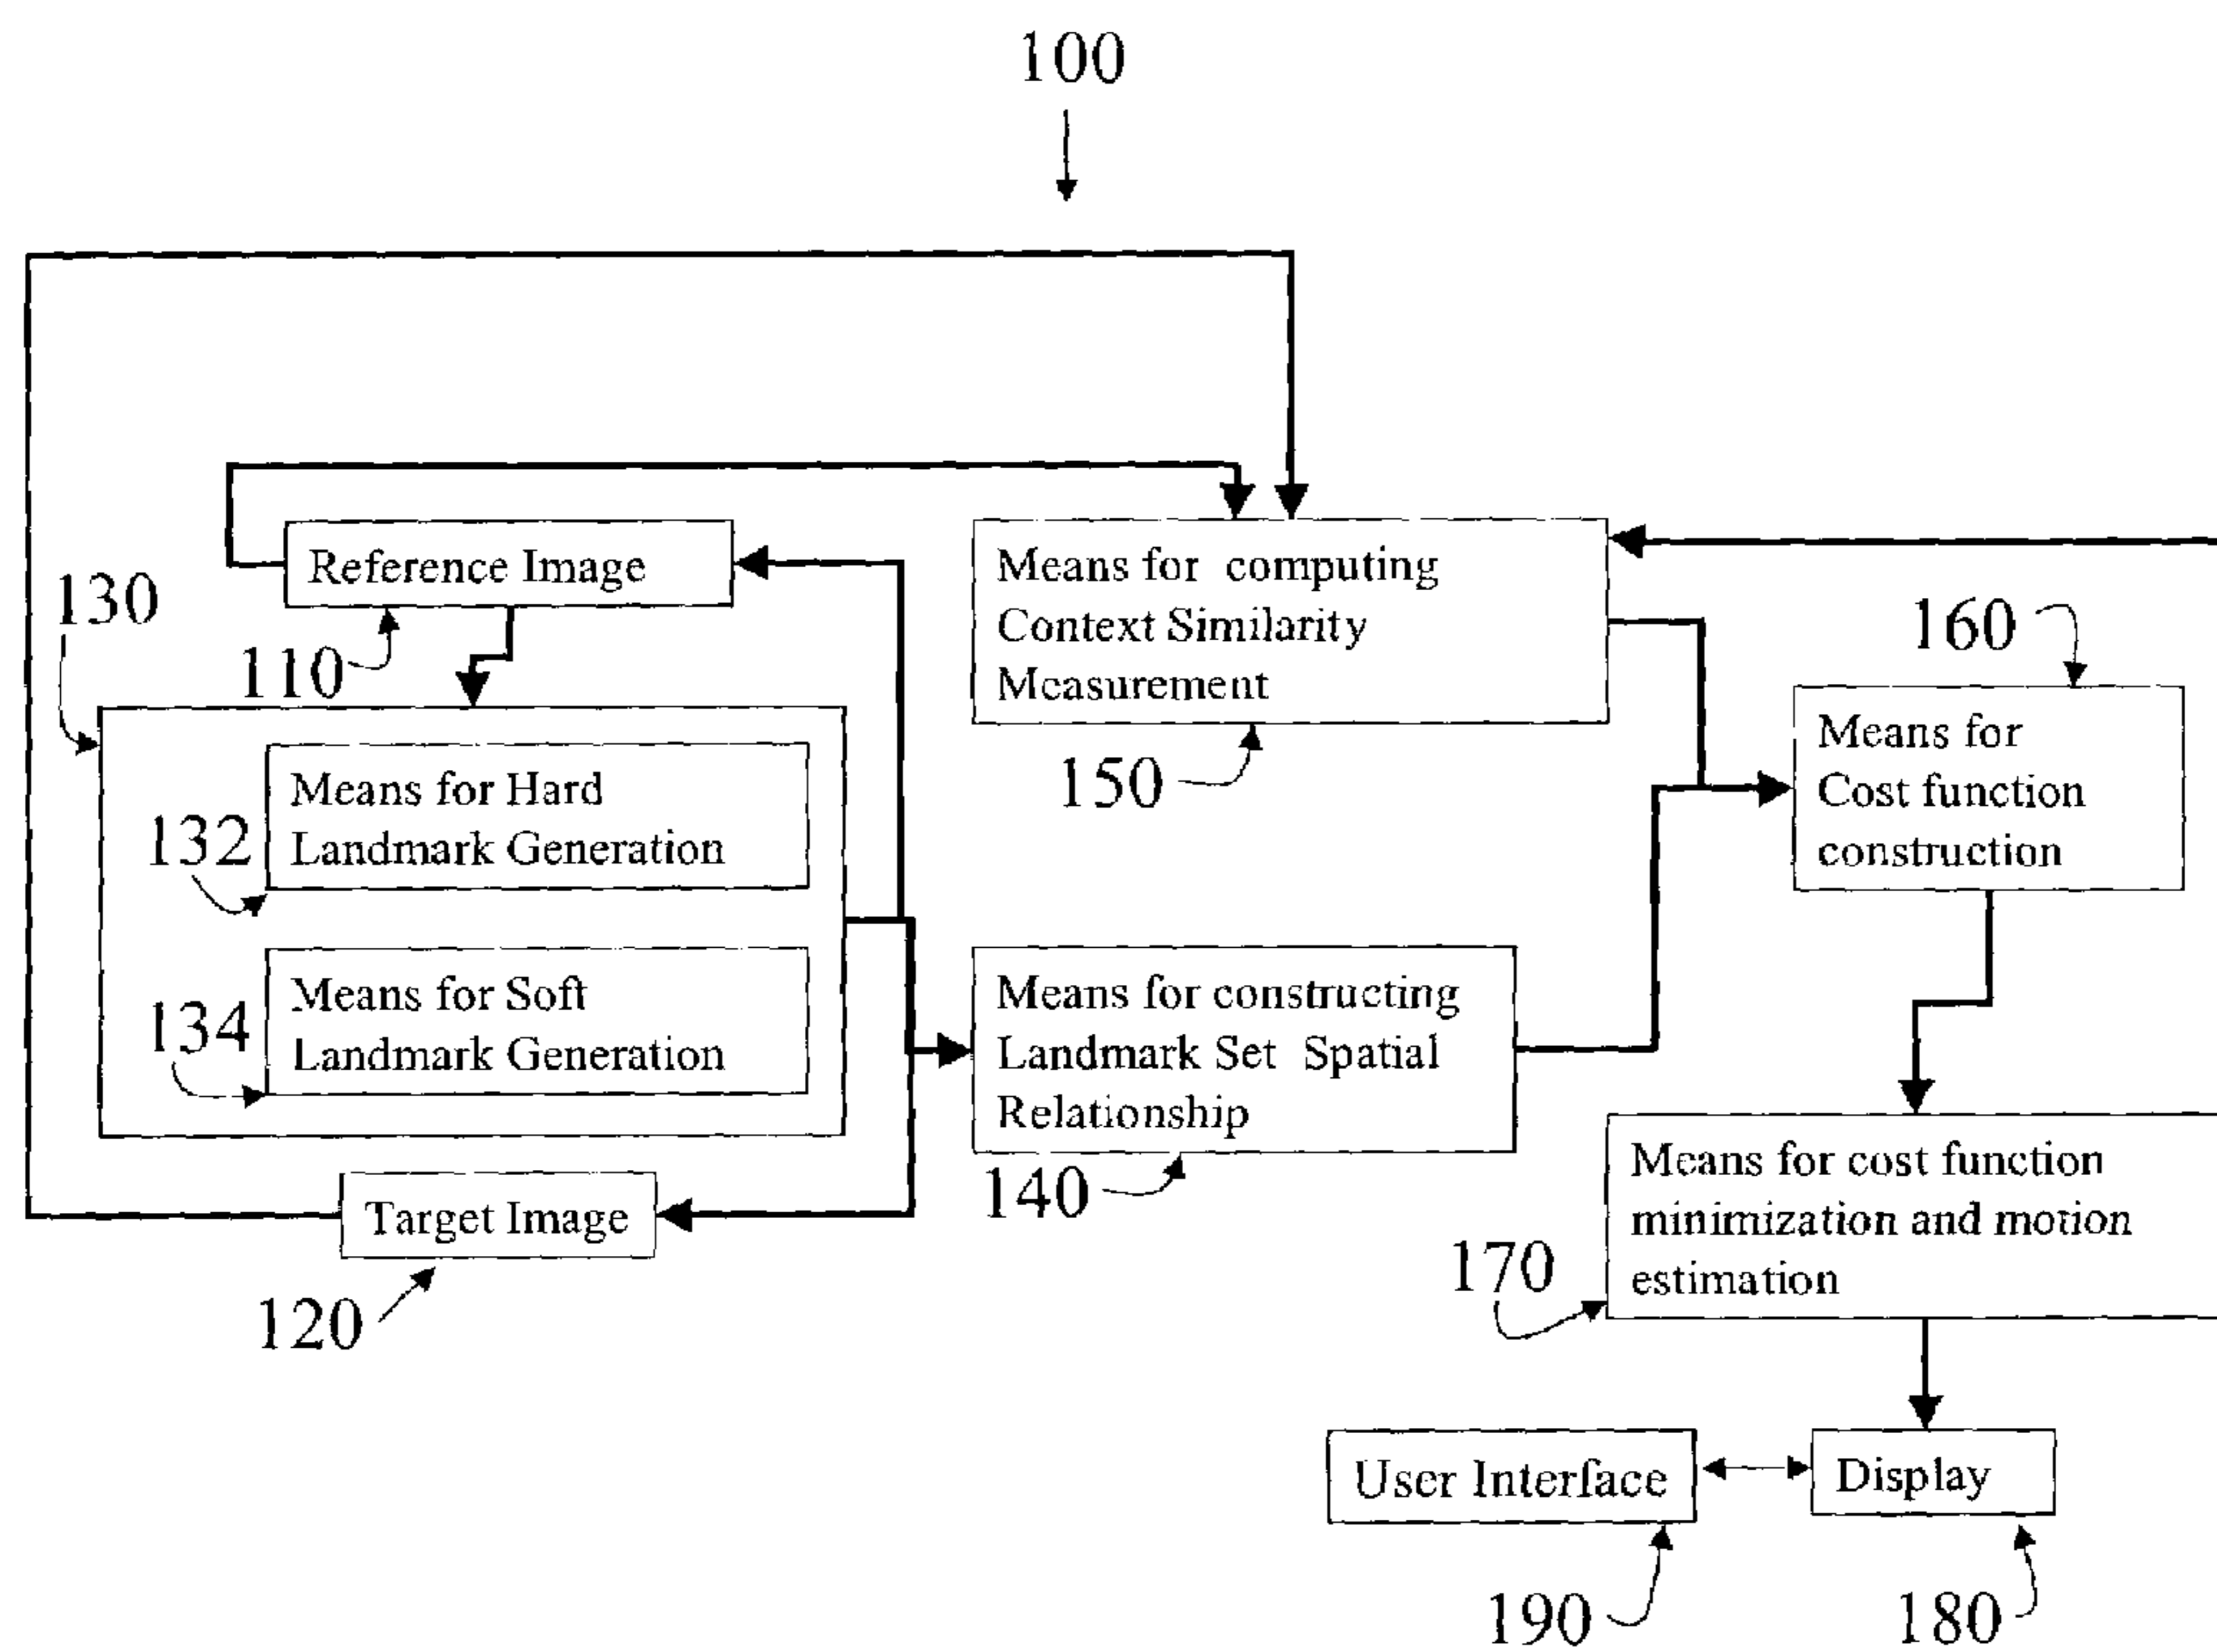 100
Reference Image
110
130
Means for Hard
Landmark Generation
132
Means for Soft
Landmark Generation
134
Target Image
120
Means for computing
Context Similarity
Measurement
150
Means for constructing
Landmark Set Spatial
Relationship
140
160
Means for
Cost function
construction
Means for cost function
minimization and motion
estimation
170
User Interface
190
Display
180